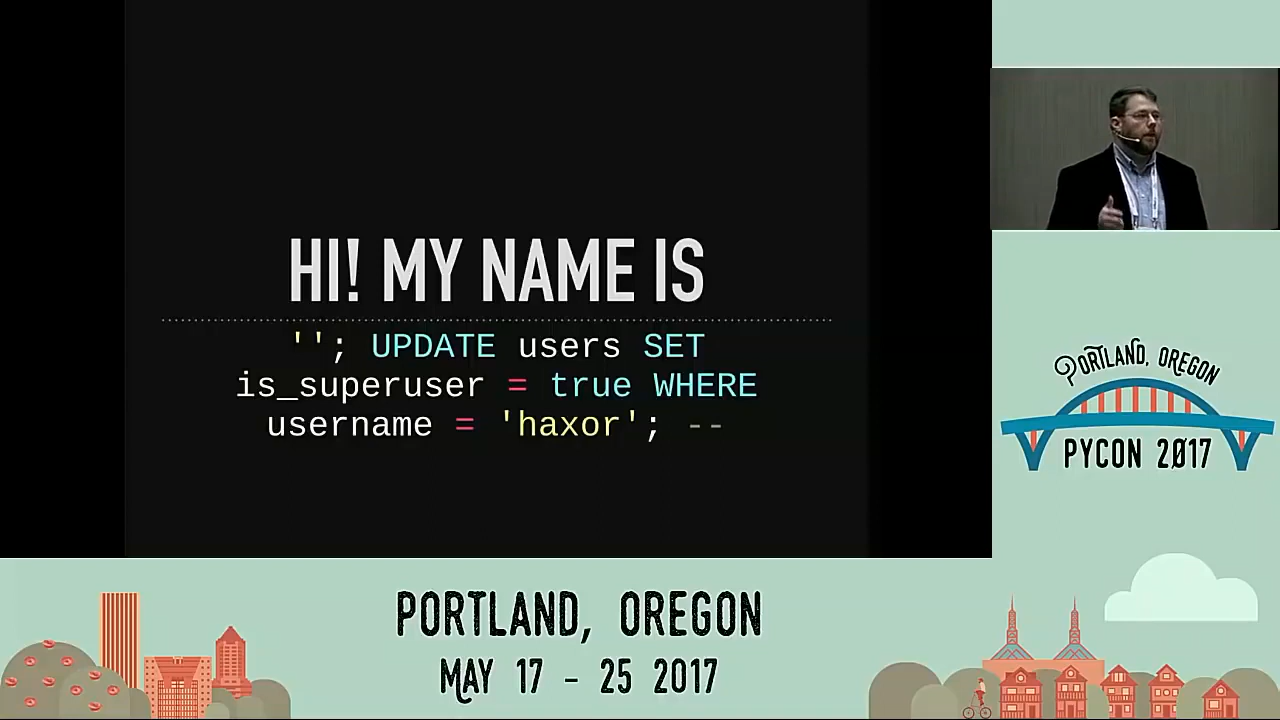 HI! MY NAME IS
''; UPDATE users SET
is_superuser = true WHERE
username = 'haxor'; --
PORTLAND, OREGON
PYCON 2017
PORTLAND, OREGON
MAY 17 - 25 2017